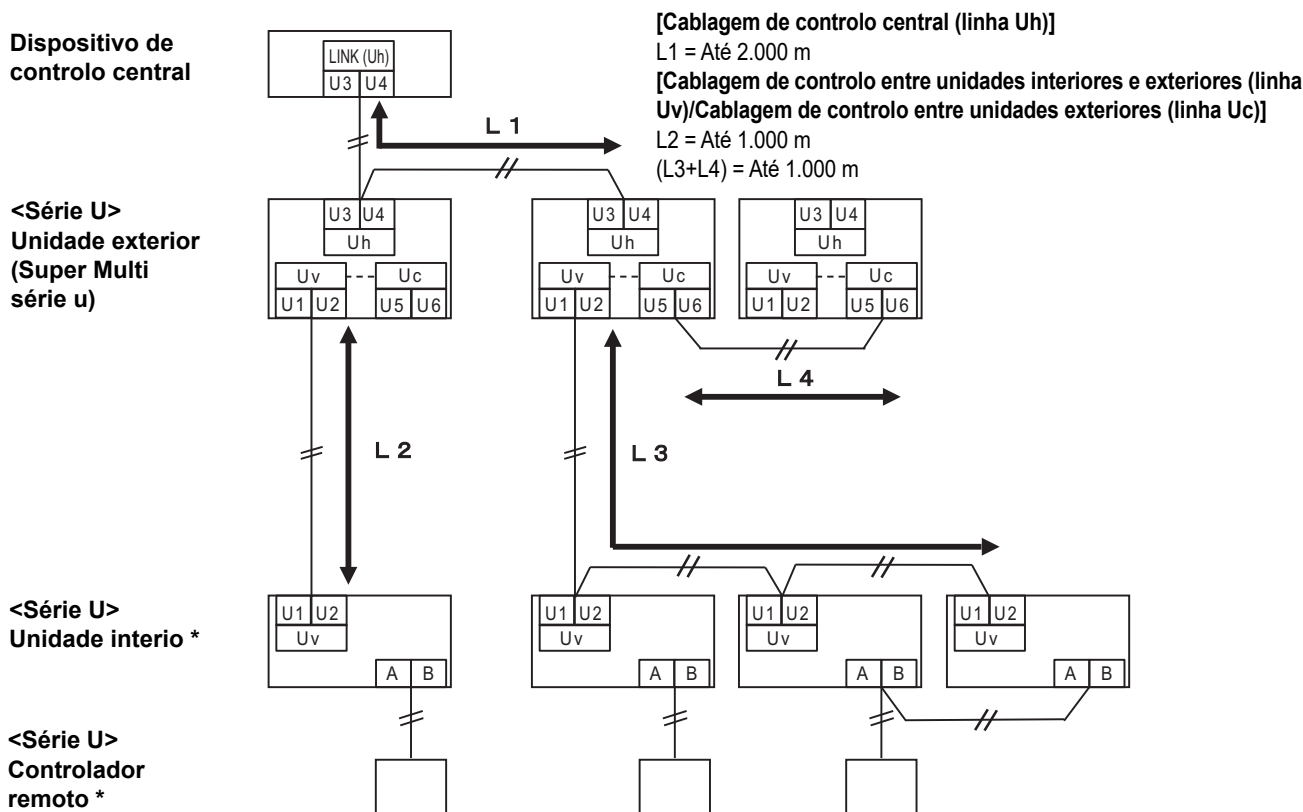 Dispositivo de
controlo central
LINK (Uh)
U3 U4
[Cablagem de controlo central (linha Uh)]
L1 = Até 2.000 m
[Cablagem de controlo entre unidades interiores e exteriores (linha
Uv)/Cablagem de controlo entre unidades exteriores (linha Uc)]
L2 = Até 1.000 m
(L3+L4) = Até 1.000 m
L 1
<Série U>
Unidade exterior
(Super Multi
série u)
U3 U4
Uh
Uv Uc
U1 U2 U5 U6
U3 U4
Uh
Uv Uc
U1 U2 U5 U6
U3 U4
Uh
Uv Uc
U1 U2 U5 U6
L 4
L 2
L 3
<Série U>
Unidade interio *
U1 U2
Uv
A B
U1 U2
Uv
A B
U1 U2
Uv
A B
U1 U2
Uv
A B
<Série U>
Controlador
remoto *